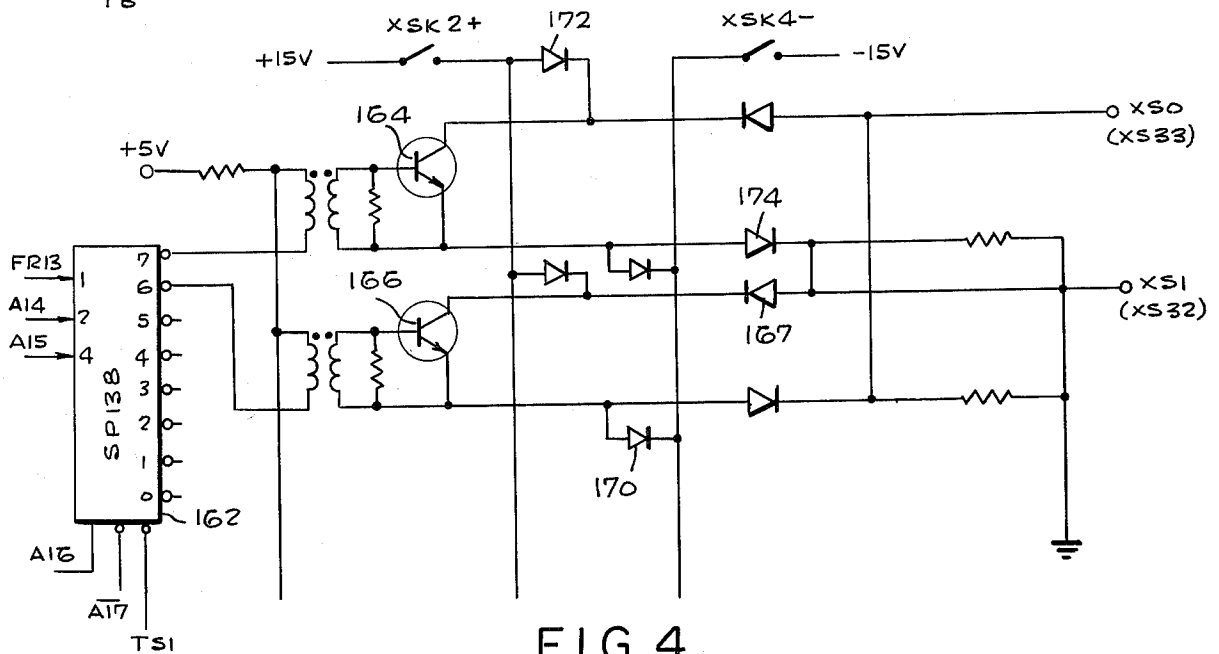 XSK2+
172
XSK4-
+15V
-15V
164
XS0
(XS33)
+5V
174
7
FR13
1
6
166
XS1
(XS32)
A14
2
5
167
A15
4
4
3
SP138
2
1
170
0
162
A16
A17
TS1
FIG 4